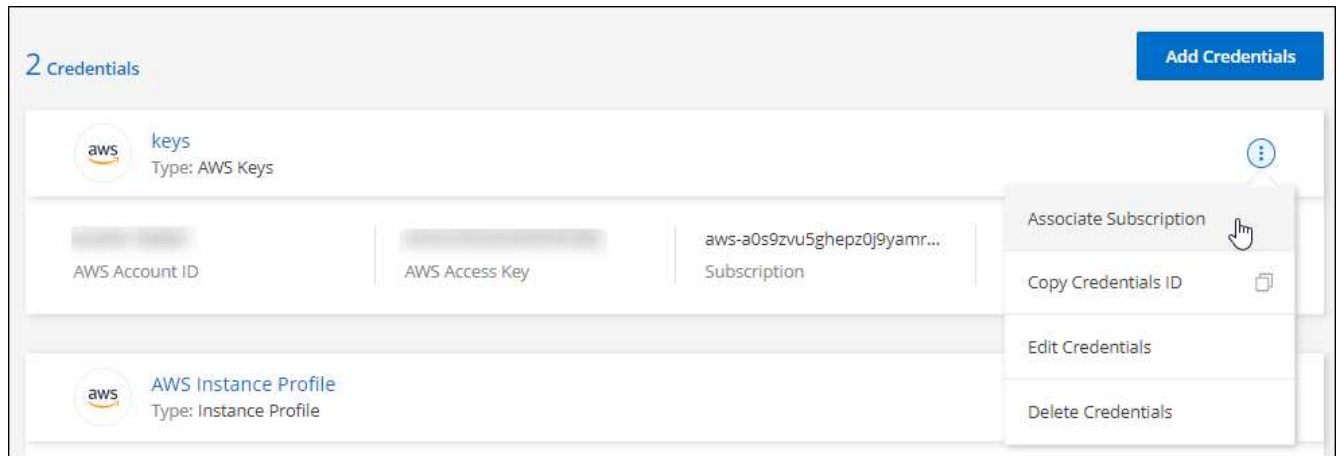 2 Credentials
Add Credentials
aws
keys
Type: AWS Keys
Associate Subscription
aws-a0s9zvu5ghepz0j9yamr...
AWS Account ID
AWS Access Key
Subscription
Copy Credentials ID
Edit Credentials
aws
AWS Instance Profile
Type: Instance Profile
Delete Credentials